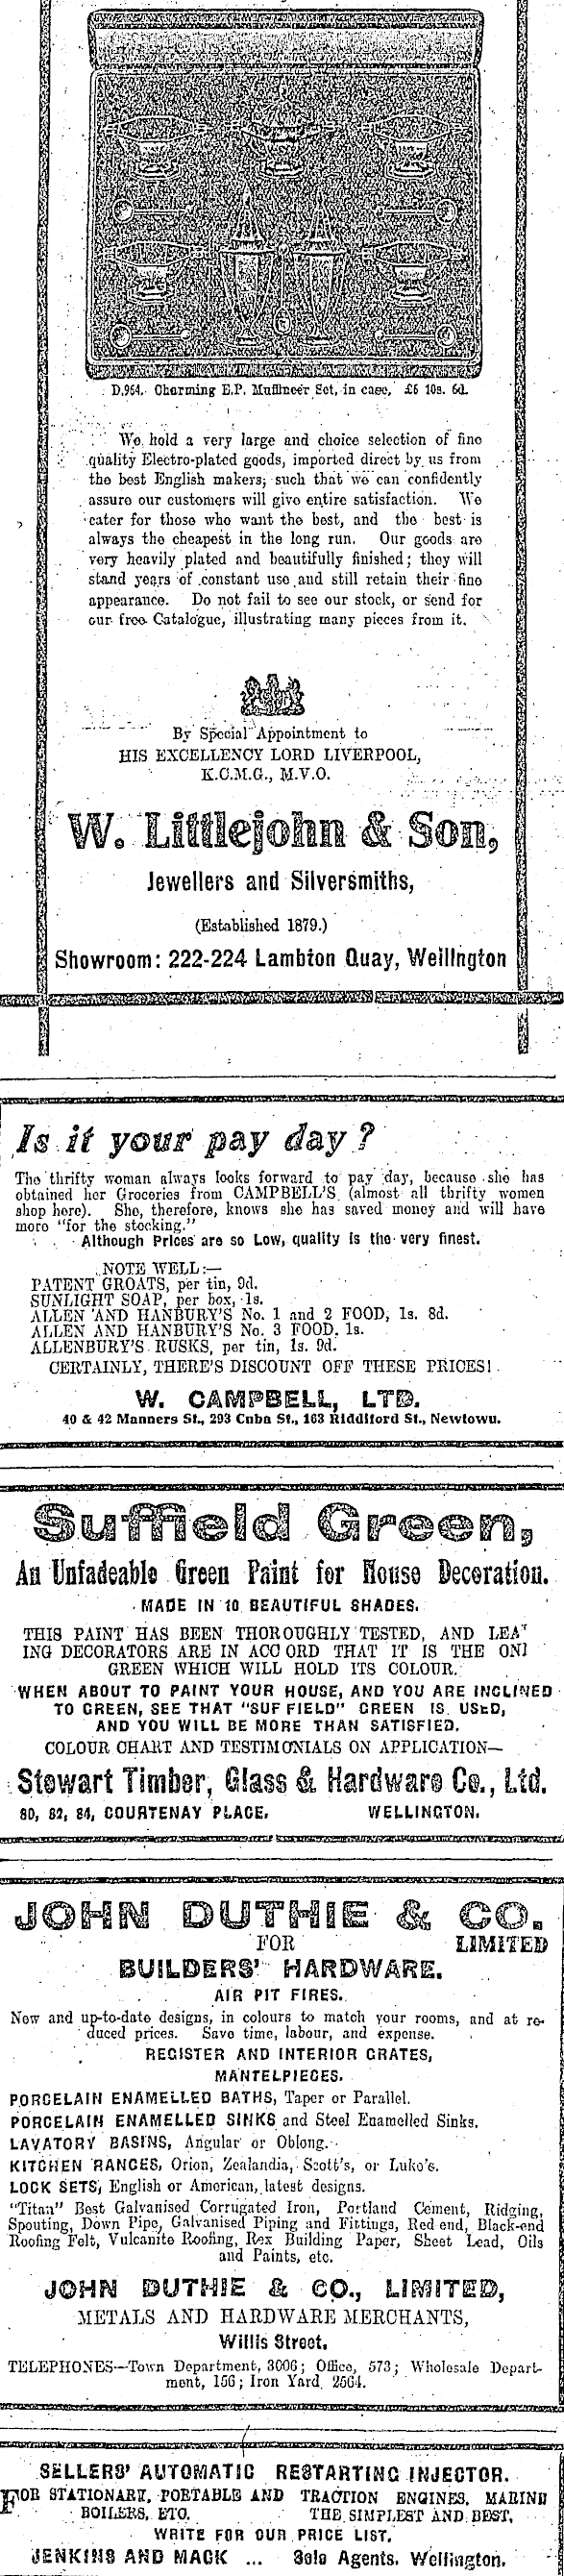 D.954. Charming E.P. Muffineer Set, in case, £6 10s. 6d.
We hold a very large and choice selection of fine
quality Electro-plated goods, imported direct by us from
the best English makers; such that we can confidently
assure our customers will give entire satisfaction. We
cater for those who want the best, and the best is
always the cheapest in the long run. Our goods are
very heavily plated and beautifully finished; they will
stand years of constant use and still retain their fine
appearance. Do not fail to see our stock, or send for
our free Catalogue, illustrating many pieces from it.
By Special Appointment to
HIS EXCELLENCY LORD LIVERPOOL,
K.C.M.G., M.V.O.
W. Littlejohn & Son,
Jewellers and Silversmiths,
(Established 1879.)
Showroom: 222-224 Lambton Quay, Wellington
Is it your pay day?
The thrifty woman always looks forward to pay day, because she has
obtained her Groceries from CAMPBELL'S (almost all thrifty women
shop here). She, therefore, knows she has saved money and will have
more "for the stocking."
Although Prices are so Low, quality is the very finest.
NOTE WELL:—
PATENT GROATS, per tin, 9d.
SUNLIGHT SOAP, per box, 1s.
ALLEN AND HANBURY'S No. 1 and 2 FOOD, 1s. 8d.
ALLEN AND HANBURY'S No. 3 FOOD, 1s.
ALLENBURY'S RUSKS, per tin, 1s. 9d.
CERTAINLY, THERE'S DISCOUNT OFF THESE PRICES!
W. CAMPBELL, LTD.
40 & 42 Manners St., 293 Cuba St., 163 Riddiford St., Newtown.
Suffield Green,
An Unfadeable Green Paint for House Decoration.
MADE IN 10 BEAUTIFUL SHADES.
THIS PAINT HAS BEEN THOROUGHLY TESTED, AND LEA
ING DECORATORS ARE IN ACCORD THAT IT IS THE ONL
GREEN WHICH WILL HOLD ITS COLOUR.
WHEN ABOUT TO PAINT YOUR HOUSE, AND YOU ARE INCLINED
TO GREEN, SEE THAT "SUFFIELD" GREEN IS USED,
AND YOU WILL BE MORE THAN SATISFIED.
COLOUR CHART AND TESTIMONIALS ON APPLICATION—
Stewart Timber, Glass & Hardware Co., Ltd.
80, 82, 84, COURTENAY PLACE, WELLINGTON.
JOHN DUTHIE & CO.
FOR LIMITED
BUILDERS' HARDWARE.
AIR PIT FIRES.
New and up-to-date designs, in colours to match your rooms, and at re-
duced prices. Save time, labour, and expense.
REGISTER AND INTERIOR GRATES,
MANTELPIECES.
PORCELAIN ENAMELLED BATHS, Taper or Parallel.
PORCELAIN ENAMELLED SINKS and Steel Enamelled Sinks.
LAVATORY BASINS, Angular or Oblong.
KITCHEN RANGES, Orion, Zealandia, Scott's, or Luke's.
LOCK SETS, English or American, latest designs.
"Titan" Best Galvanised Corrugated Iron, Portland Cement, Ridging,
Spouting, Down Pipe, Galvanised Piping and Fittings, Red-end, Black-end
Roofing Felt, Vulcanite Roofing, Rex Building Paper, Sheet Lead, Oils
and Paints, etc.
JOHN DUTHIE & CO., LIMITED,
METALS AND HARDWARE MERCHANTS,
Willis Street.
TELEPHONES—Town Department, 3006; Office, 573; Wholesale Depart-
ment, 156; Iron Yard, 2564.
SELLERS' AUTOMATIC RESTARTING INJECTOR.
FOR STATIONARY, PORTABLE AND TRACTION ENGINES, MARINE
BOILERS, ETC. THE SIMPLEST AND BEST.
WRITE FOR OUR PRICE LIST.
JENKINS AND MACK ... Sole Agents, Wellington.